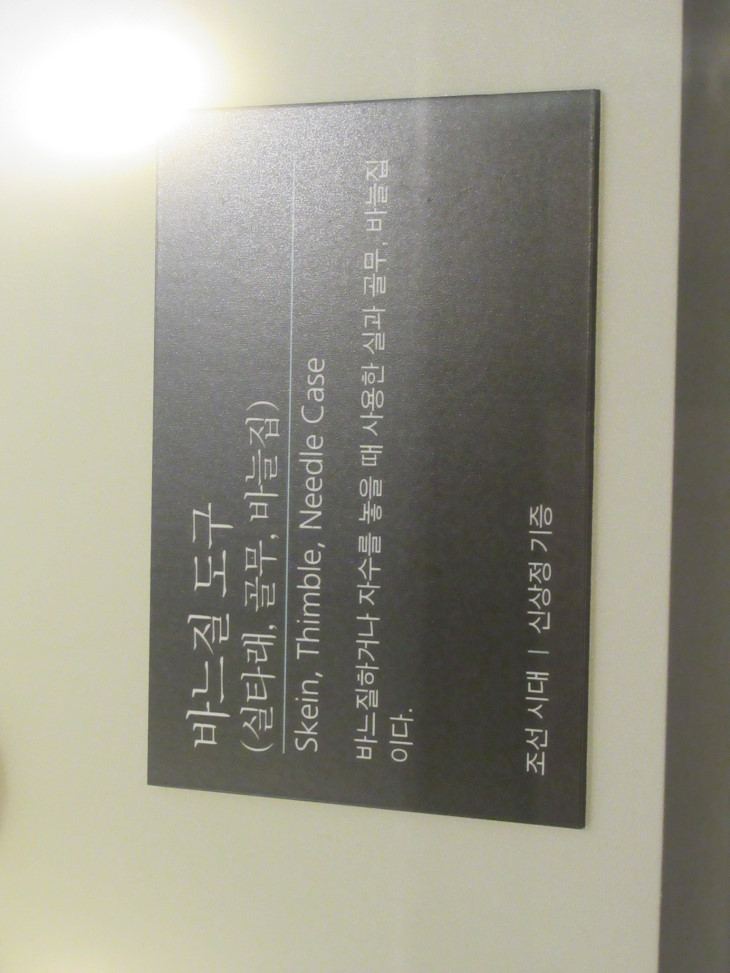 바느질 도구
(실타래, 골무, 바늘집)
Skein, Thimble, Needle Case
바느질하거나 자수를 놓을 때 사용한 실과 골무, 바늘집
이다.
조선 시대 | 신상정 기증